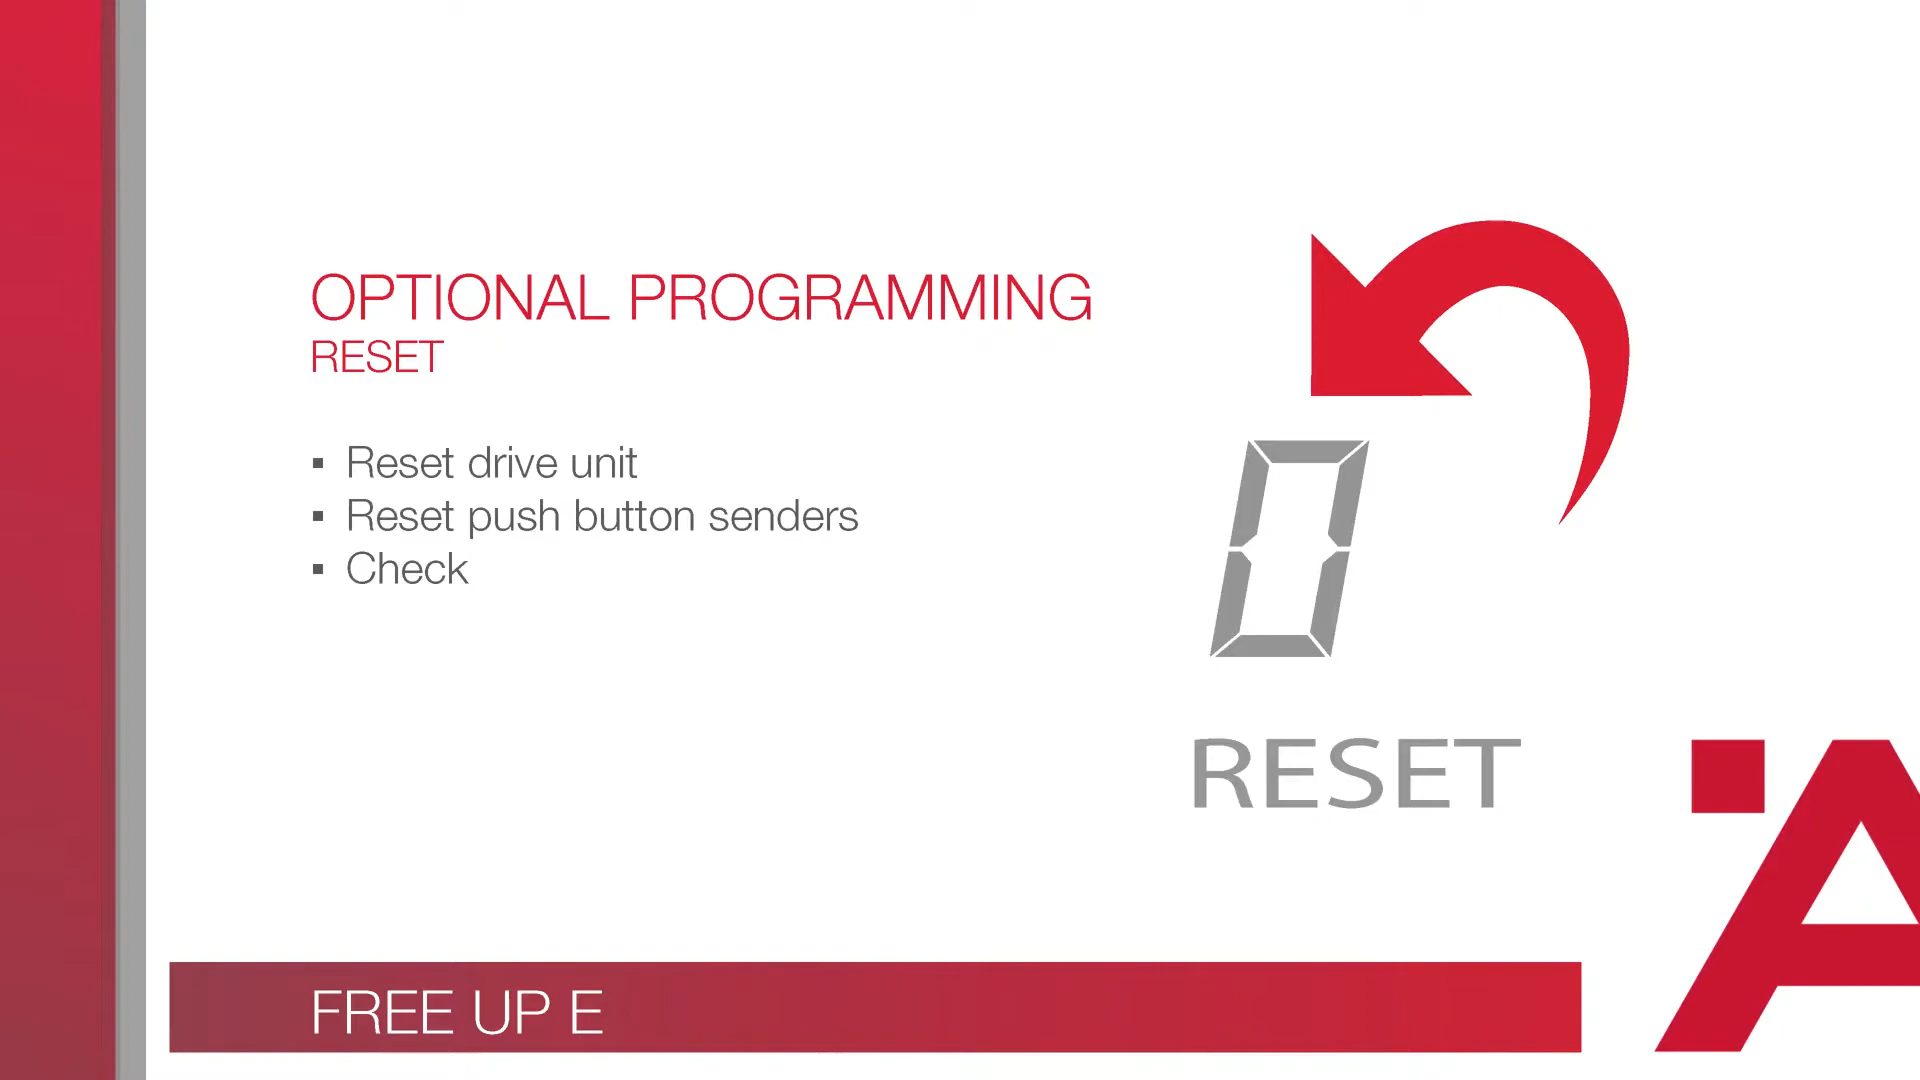 OPTIONAL PROGRAMMING
RESET
▪ Reset drive unit
▪ Reset push button senders
▪ Check
0
RESET
FREE UP E